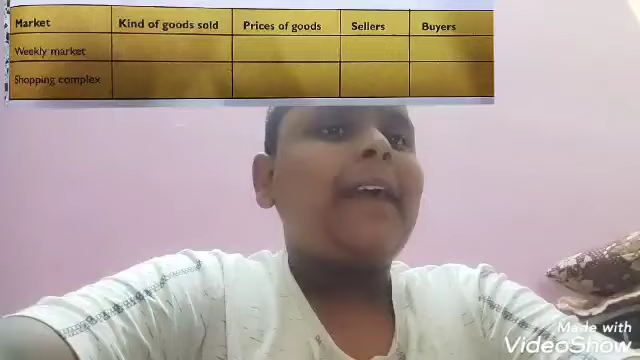 Market Kind of goods sold Prices of goods Sellers Buyers
Weekly market
Shopping complex
Made with
VideoShow